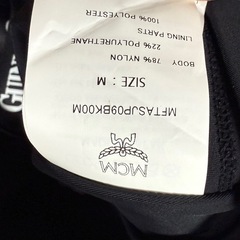 MCM
MFTASJP09BK00M
SIZE : M
BODY 78% NYLON
22% POLYURETHANE
LINING PARTS
100% POLYESTER